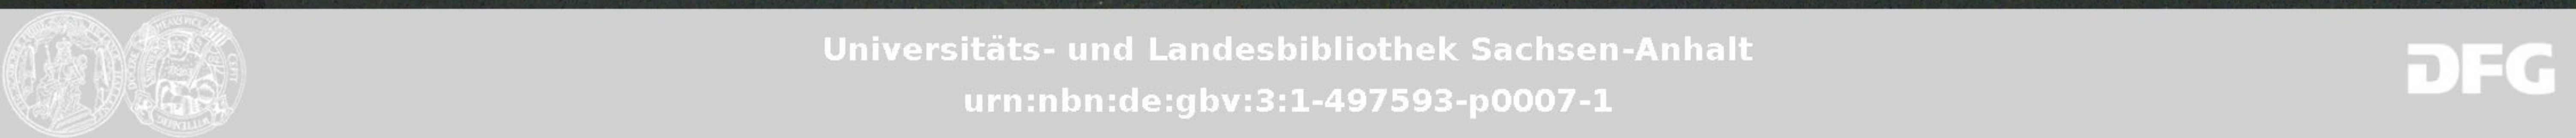 Universitäts- und Landesbibliothek Sachsen-Anhalt
urn:nbn:de:gbv:3:1-497593-p0007-1
DFG